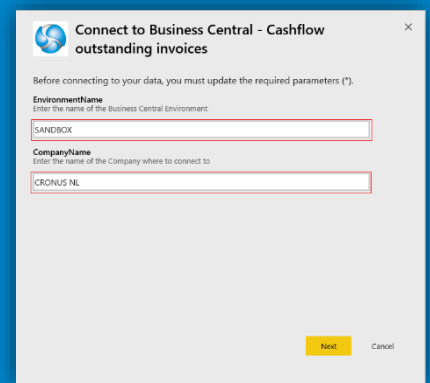 Connect to Business Central - Cashflow
outstanding invoices
Before connecting to your data, you must update the required parameters (*).
EnvironmentName
Enter the name of the Business Central Environment
SANDBOX
CompanyName
Enter the name of the Company where to connect to
CRONUS NL
Next Cancel